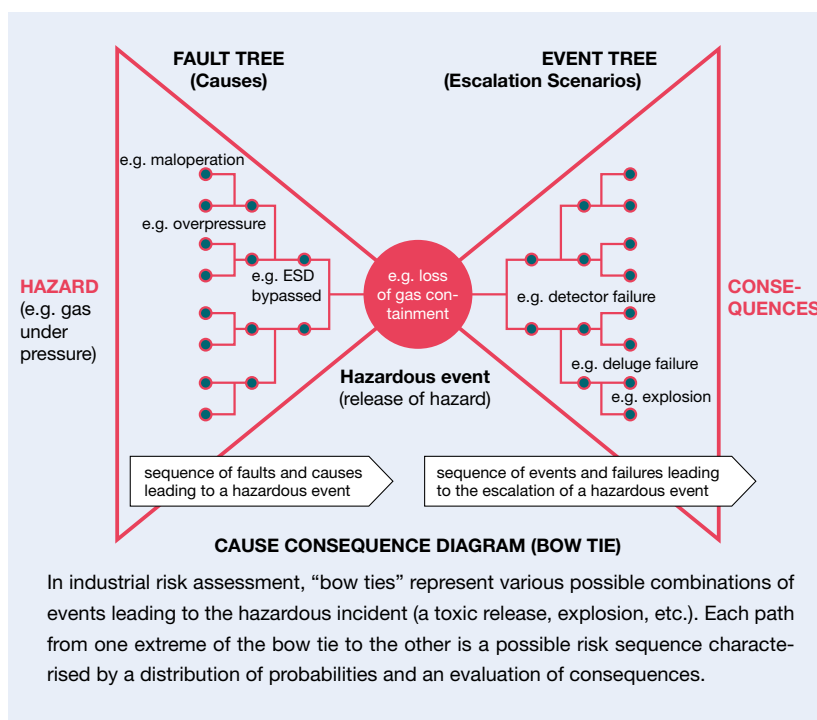 FAULT TREE
(Causes)
EVENT TREE
(Escalation Scenarios)
e.g. maloperation
e.g. overpressure
e.g. ESD
bypassed
HAZARD
(e.g. gas
under
pressure)
e.g. loss
of gas con-
tainment
Hazardous event
(release of hazard)
e.g. detector failure
e.g. deluge failure
e.g. explosion
CONSE-
QUENCES
sequence of faults and causes
leading to a hazardous event
sequence of events and failures leading
to the escalation of a hazardous event
CAUSE CONSEQUENCE DIAGRAM (BOW TIE)
In industrial risk assessment, “bow ties” represent various possible combinations of
events leading to the hazardous incident (a toxic release, explosion, etc.). Each path
from one extreme of the bow tie to the other is a possible risk sequence characte-
rised by a distribution of probabilities and an evaluation of consequences.